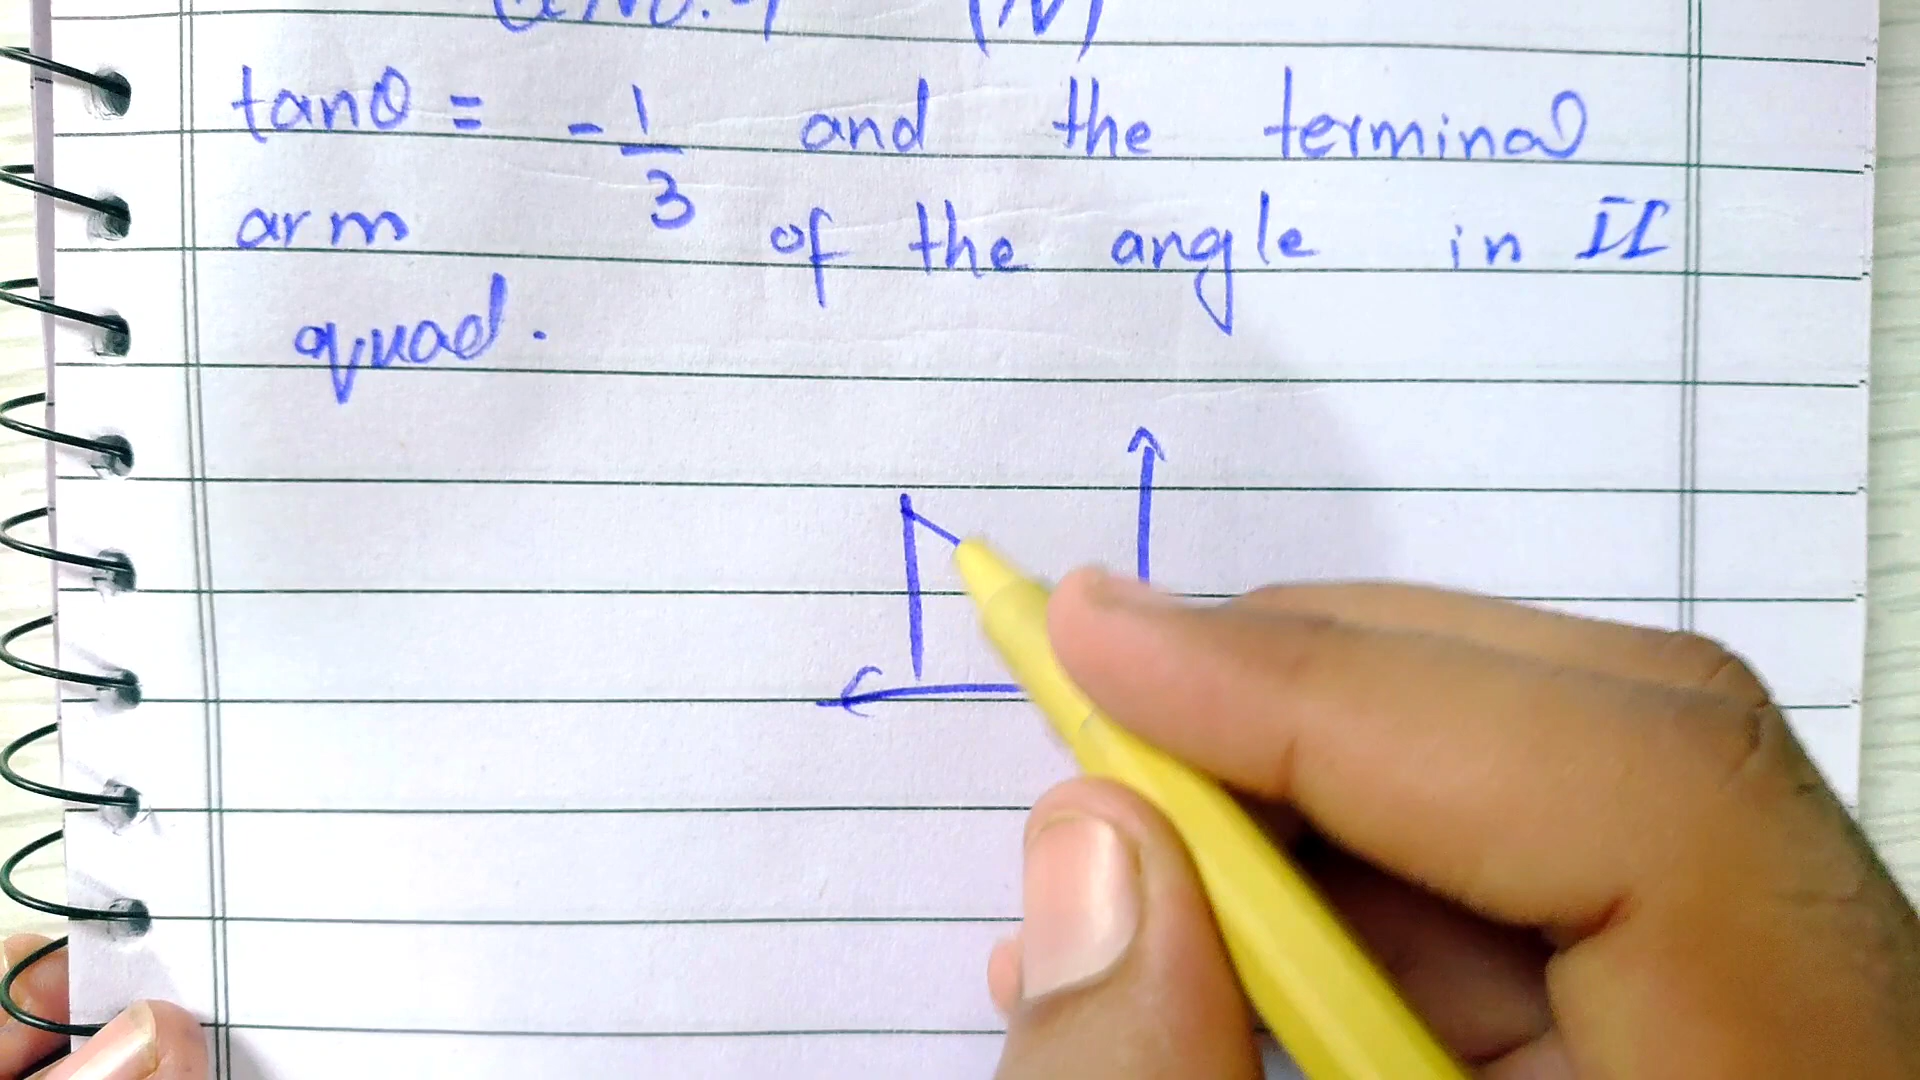 tanθ = -1/3 and the terminal
arm of the angle in II
quad.